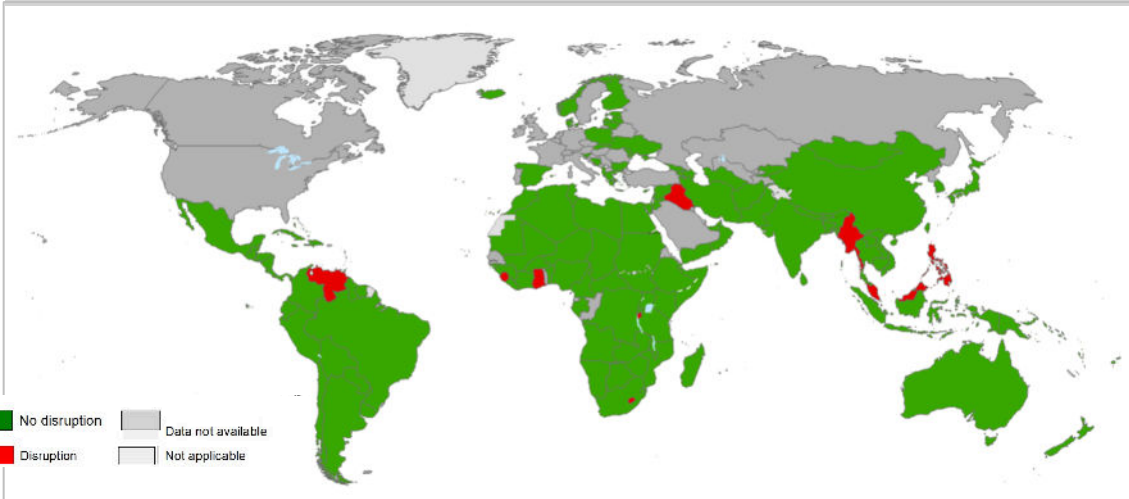 No disruption
Data not available
Disruption
Not applicable